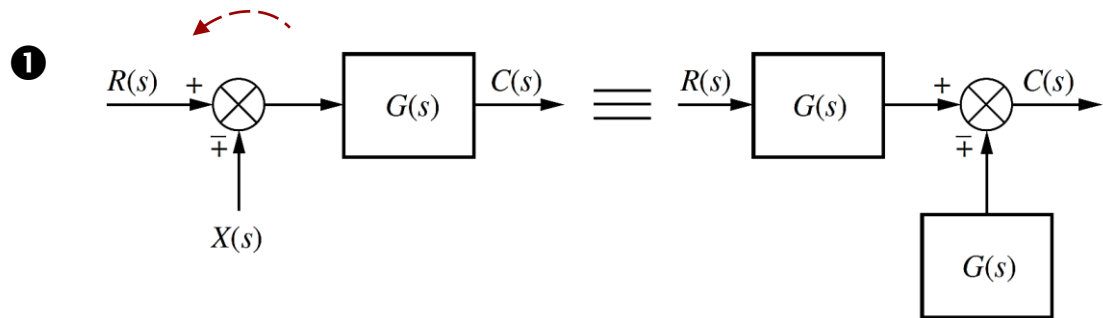 ❶
R(s) + G(s) C(s) ≡ R(s) G(s) + C(s)
∓ ∓
X(s) G(s)